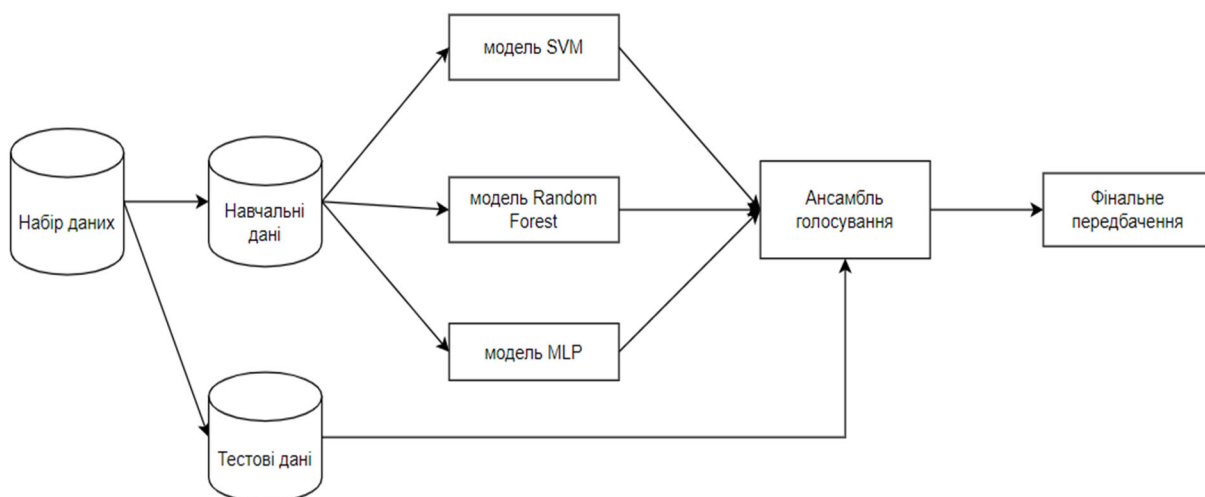 модель SVM
Набір даних
Навчальні
дані
модель Random
Forest
Ансамбль
голосування
Фінальне
передбачення
модель MLP
Тестові дані